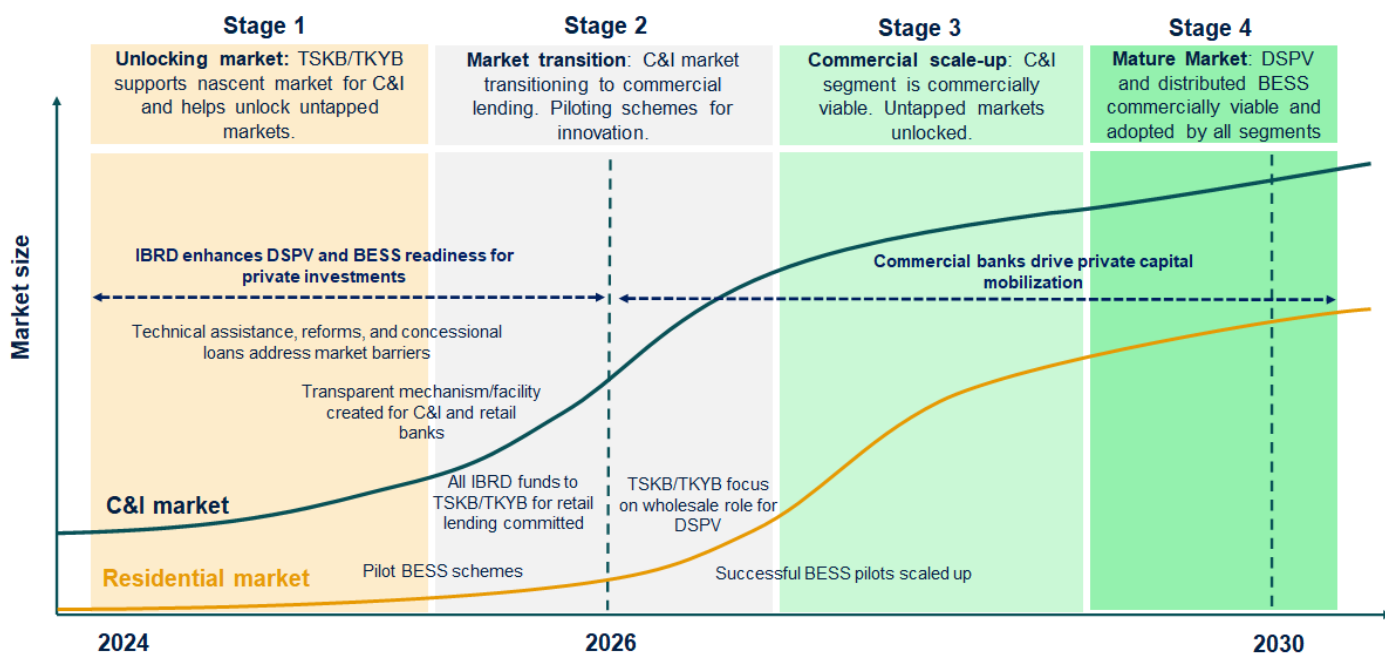 Stage 1
Stage 2
Stage 3
Stage 4
Unlocking market: TSKB/TKYB
supports nascent market for C&I
and helps unlock untapped
markets.
Market transition: C&I market
transitioning to commercial
lending. Piloting schemes for
innovation.
Commercial scale-up: C&I
segment is commercially
viable. Untapped markets
unlocked.
Mature Market: DSPV
and distributed BESS
commercially viable and
adopted by all segments
Market size
IBRD enhances DSPV and BESS readiness for
private investments
Commercial banks drive private capital
mobilization
Technical assistance, reforms, and concessional
loans address market barriers
Transparent mechanism/facility
created for C&I and retail
banks
All IBRD funds to
TSKB/TKYB for retail
lending committed
TSKB/TKYB focus
on wholesale role for
DSPV
C&I market
Residential market
Pilot BESS schemes
Successful BESS pilots scaled up
2024
2026
2030